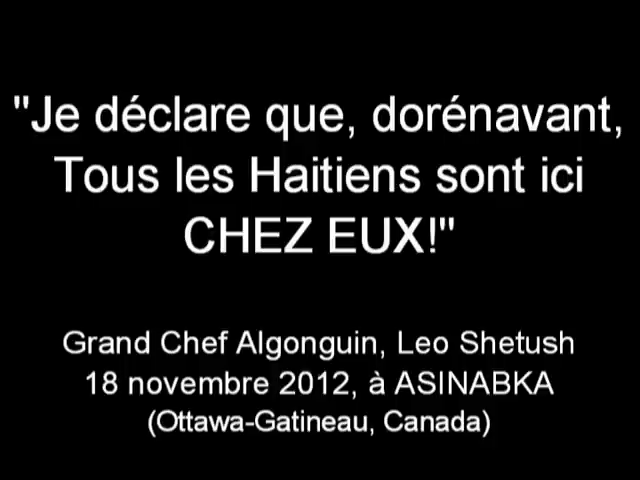 "Je déclare que, dorénavant,
Tous les Haitiens sont ici
CHEZ EUX!"
Grand Chef Algonguin, Leo Shetush
18 novembre 2012, à ASINABKA
(Ottawa-Gatineau, Canada)